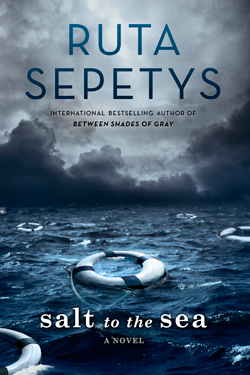 RUTA
SEPETYS
INTERNATIONAL BESTSELLING AUTHOR OF
BETWEEN SHADES OF GRAY
salt to the sea
A NOVEL